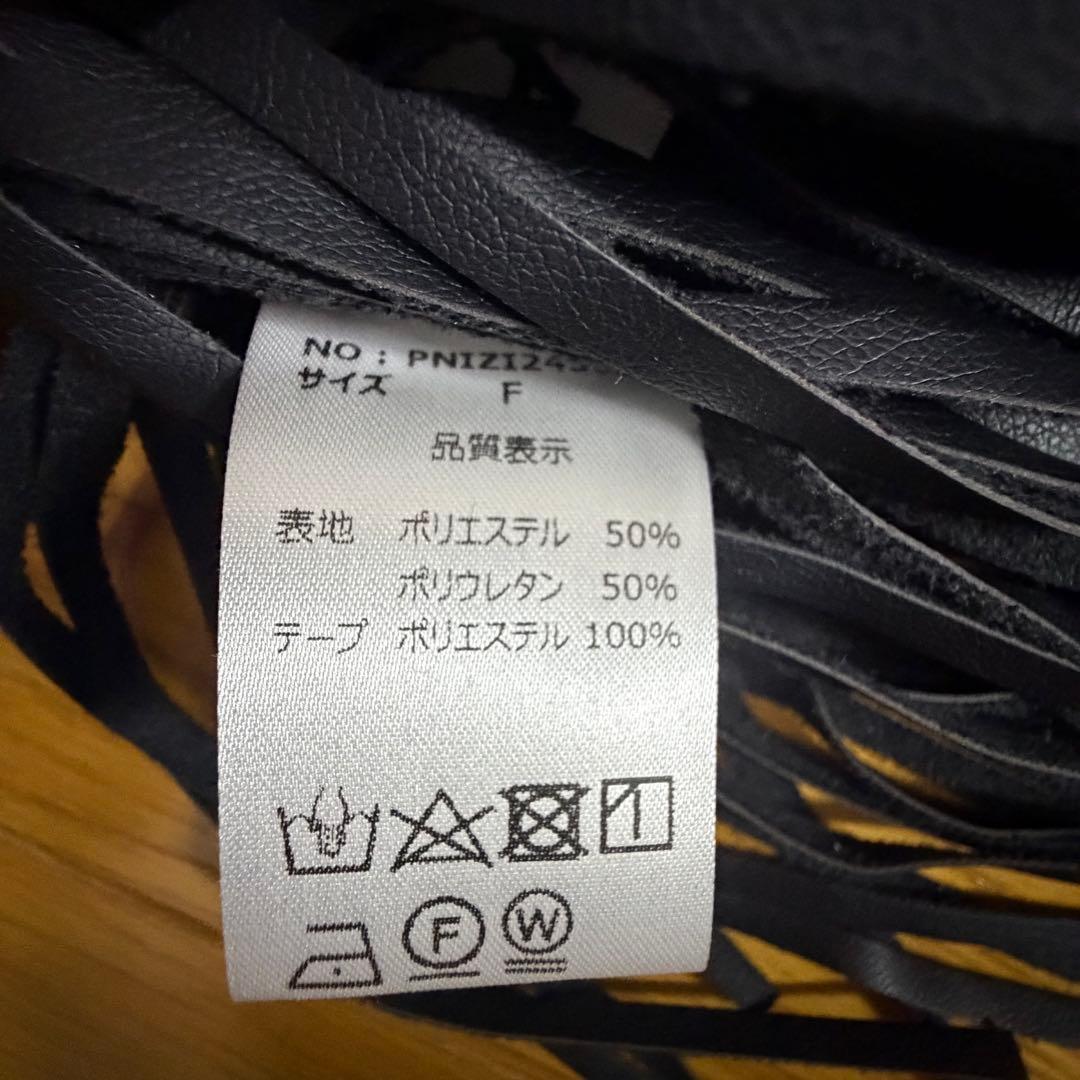 NO : PNIZI245
サイズ F
品質表示
表地 ポリエステル 50%
ポリウレタン 50%
テープ ポリエステル 100%
F
W